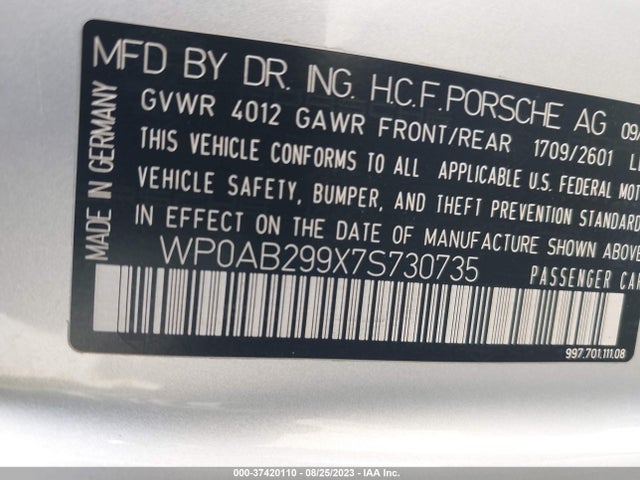 MFD BY DR. ING. H.C.F. PORSCHE AG 09/
GVWR 4012 GAWR FRONT/REAR 1709/2601
THIS VEHICLE CONFORMS TO ALL APPLICABLE U.S. FEDERAL
VEHICLE SAFETY, BUMPER, AND THEFT PREVENTION
IN EFFECT ON THE DATE OF MANUFACTURE SHOWN
WP0AB299X7S730735
PASSENGER CAR
MADE IN GERMANY
997.701.111.08
000-37420110 - 08/25/2023 - IAA Inc.